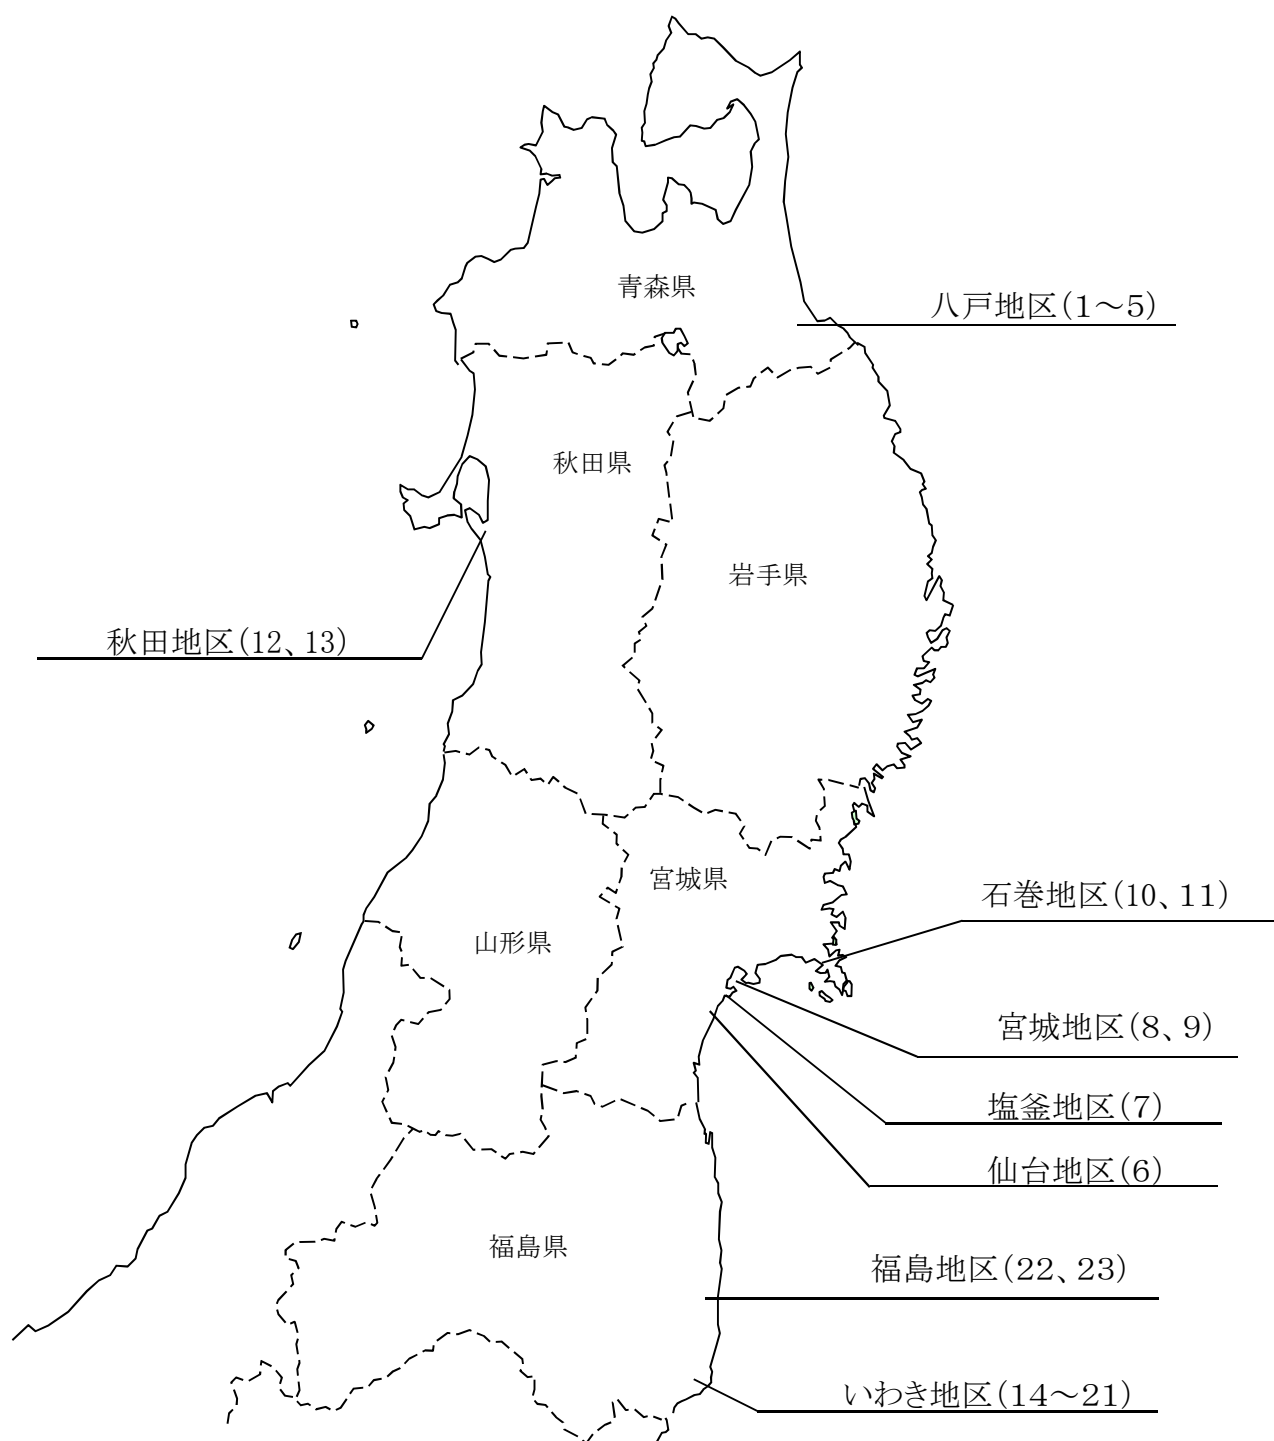 青森県
八戸地区(1～5)
秋田県
岩手県
秋田地区(12、13)
宮城県
石巻地区(10、11)
山形県
宮城地区(8、9)
塩釜地区(7)
仙台地区(6)
福島県
福島地区(22、23)
いわき地区(14～21)